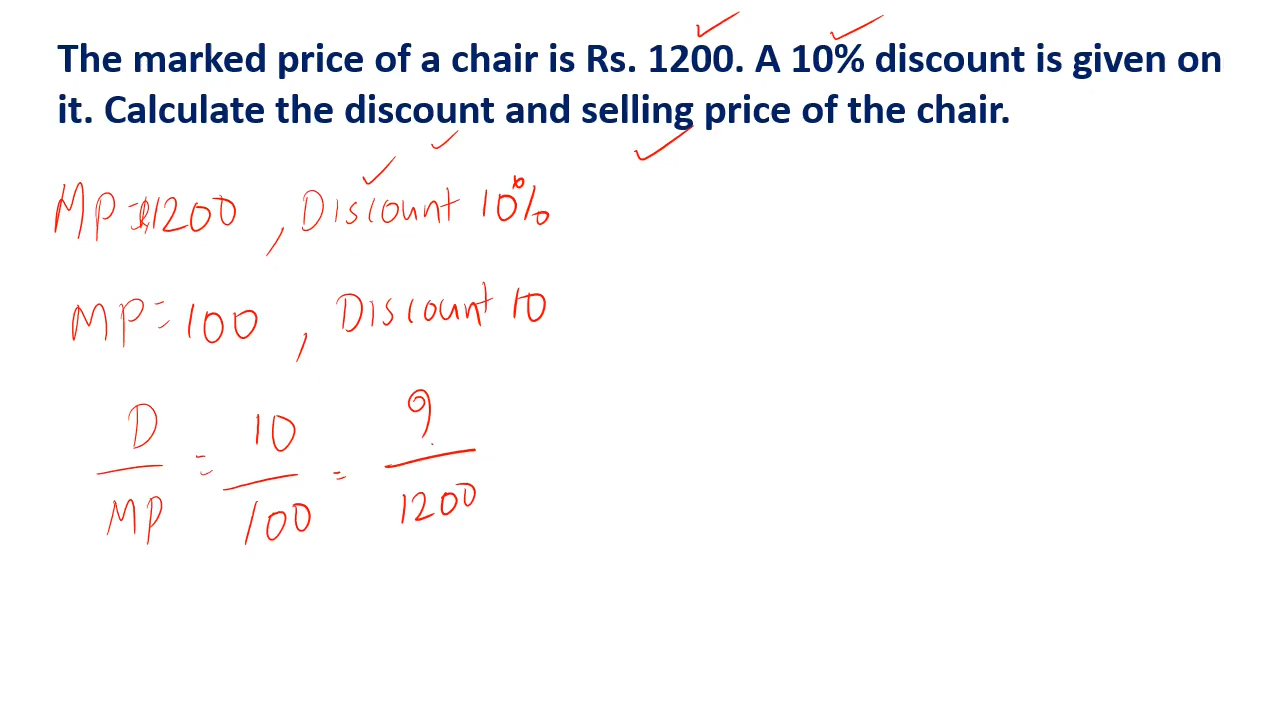 The marked price of a chair is Rs. 1200. A 10% discount is given on
it. Calculate the discount and selling price of the chair.
MP = 1200 , Discount 10%
MP = 100 , Discount 10
D/MP = 10/100 = 9/1200